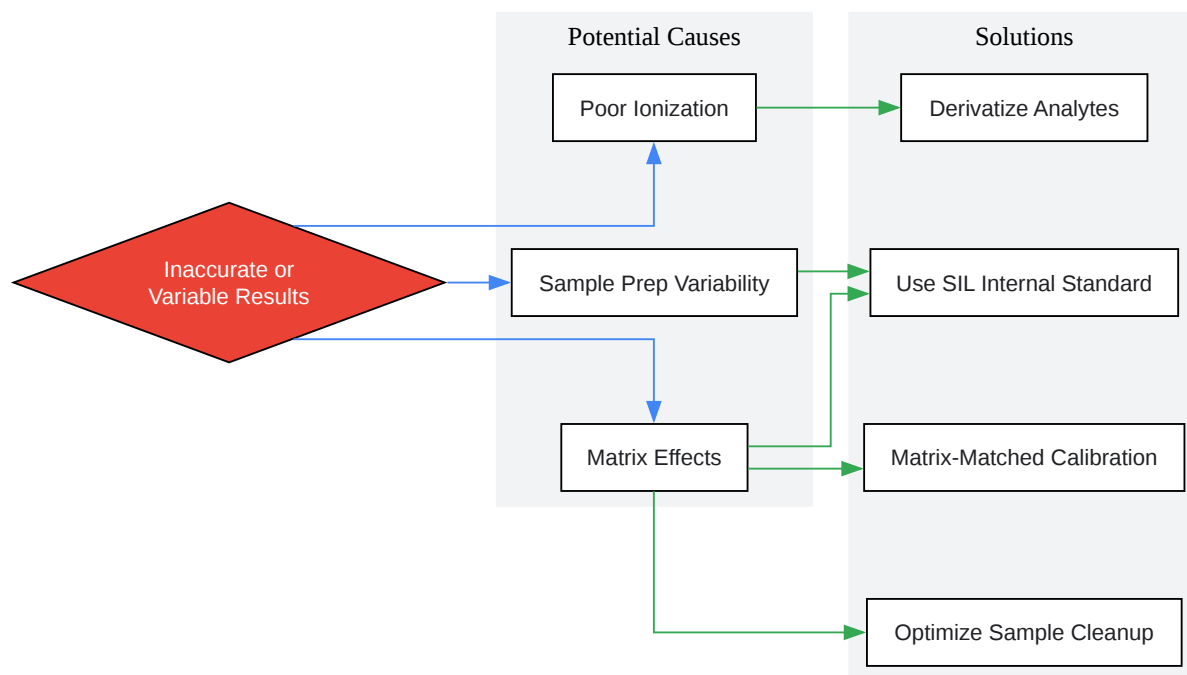 Potential Causes
Solutions
Poor Ionization
Derivatize Analytes
Inaccurate or
Variable Results
Sample Prep Variability
Use SIL Internal Standard
Matrix Effects
Matrix-Matched Calibration
Optimize Sample Cleanup